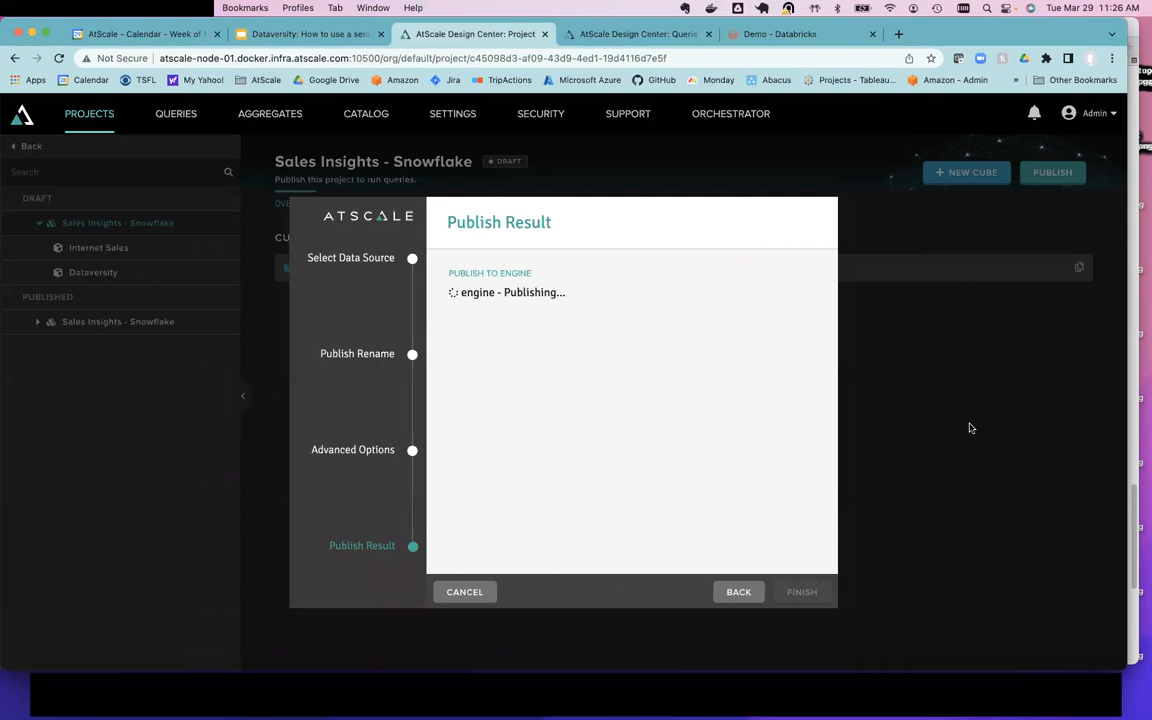 Bookmarks Profiles Tab Window Help Tue Mar 29 11:26 AM
AtScale - Calendar - Week of
Dataversity: How to use a sem
AtScale Design Center: Project
AtScale Design Center: Querie
Demo - Databricks
Not Secure atscale-node-01.docker.infra.atscale.com:10500/org/default/project/c45098d3-af09-43d9-4ed1-19d4116d7e5f
Apps Calendar TSFL My Yahoo! AtScale Google Drive Amazon Jira TripActions Microsoft Azure GitHub Monday Abacus Projects - Tableau... Amazon - Admin » Other Bookmarks
PROJECTS QUERIES AGGREGATES CATALOG SETTINGS SECURITY SUPPORT ORCHESTRATOR Admin
Back
Search
DRAFT
Sales Insights - Snowflake
Internet Sales
Dataversity
PUBLISHED
Sales Insights - Snowflake
Sales Insights - Snowflake DRAFT
Publish this project to run queries.
+ NEW CUBE PUBLISH
ATSCALE
Select Data Source
Publish Rename
Advanced Options
Publish Result
Publish Result
PUBLISH TO ENGINE
engine - Publishing...
CANCEL BACK FINISH